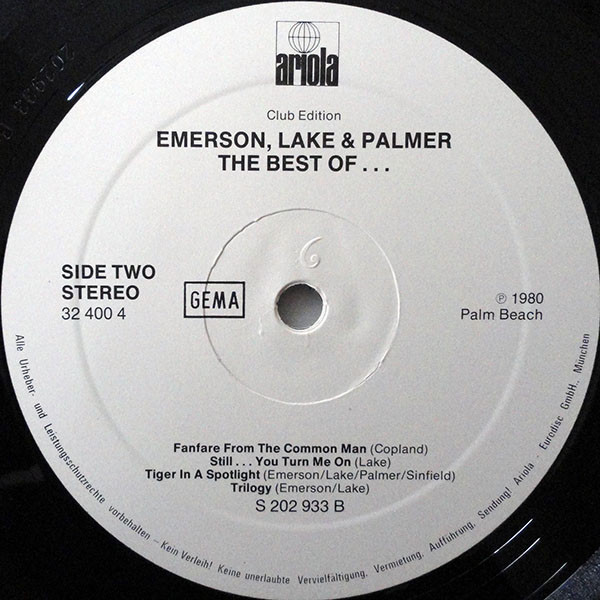 ariola
Club Edition
EMERSON, LAKE & PALMER
THE BEST OF . . .
SIDE TWO
STEREO
32 400 4
GEMA
℗ 1980
Palm Beach
6
Fanfare From The Common Man (Copland)
Still . . . You Turn Me On (Lake)
Tiger In A Spotlight (Emerson/Lake/Palmer/Sinfield)
Trilogy (Emerson/Lake)
S 202 933 B
Alle Urheber- und Leistungsschutzrechte vorbehalten – Kein Verleih! Keine unerlaubte Vervielfältigung, Vermietung, Aufführung, Sendung! Ariola - Eurodisc GmbH., München